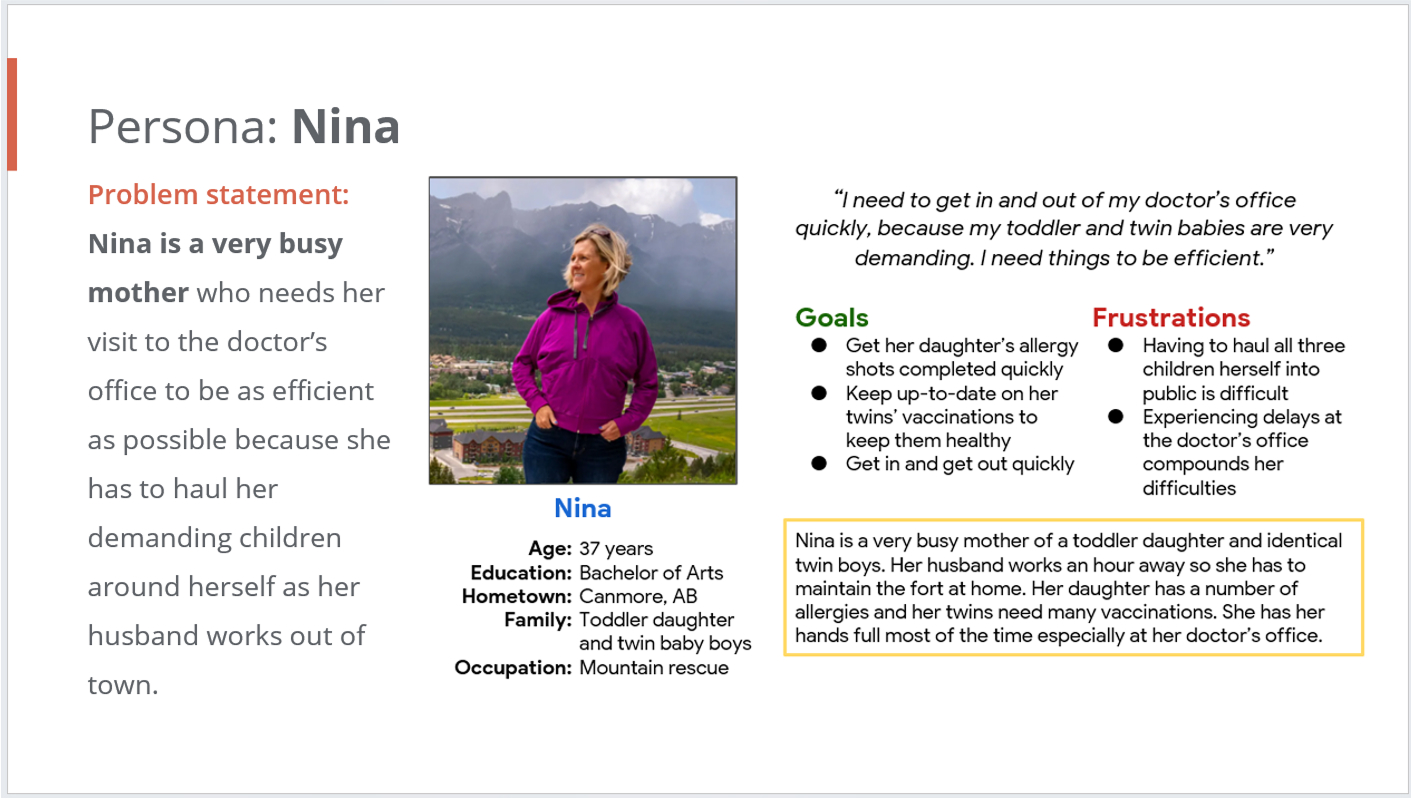 Persona: Nina
Problem statement:
Nina is a very busy
mother who needs her
visit to the doctor’s
office to be as efficient
as possible because she
has to haul her
demanding children
around herself as her
husband works out of
town.
Nina
Age: 37 years
Education: Bachelor of Arts
Hometown: Canmore, AB
Family: Toddler daughter
and twin baby boys
Occupation: Mountain rescue
“I need to get in and out of my doctor’s office
quickly, because my toddler and twin babies are very
demanding. I need things to be efficient.”
Goals
● Get her daughter’s allergy
shots completed quickly
● Keep up-to-date on her
twins’ vaccinations to
keep them healthy
● Get in and get out quickly
Frustrations
● Having to haul all three
children herself into
public is difficult
● Experiencing delays at
the doctor’s office
compounds her
difficulties
Nina is a very busy mother of a toddler daughter and identical
twin boys. Her husband works an hour away so she has to
maintain the fort at home. Her daughter has a number of
allergies and her twins need many vaccinations. She has her
hands full most of the time especially at her doctor’s office.